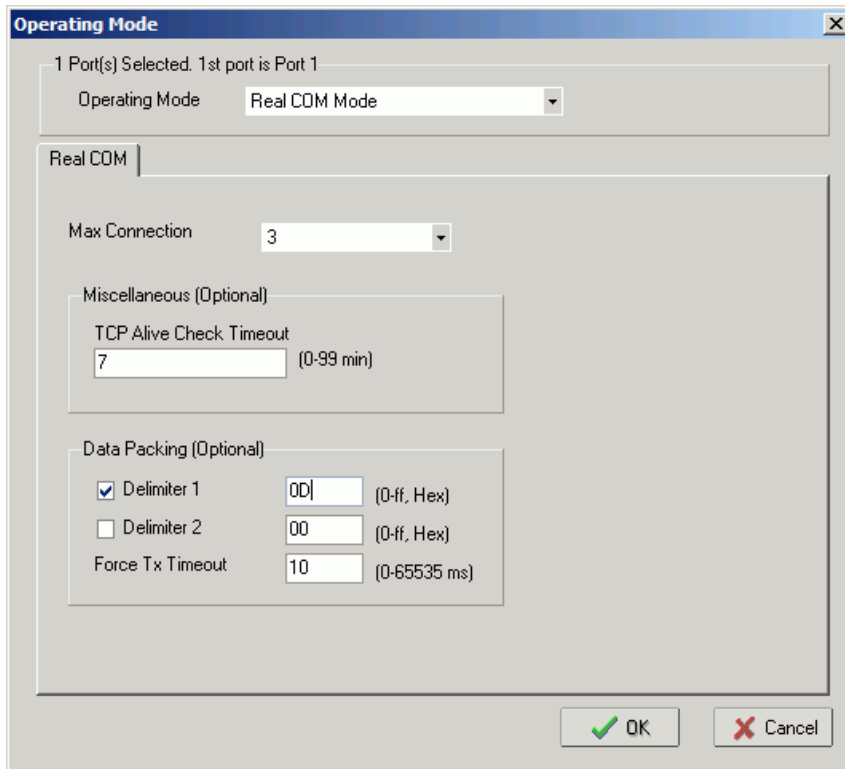 Operating Mode
1 Port(s) Selected. 1st port is Port 1
Operating Mode Real COM Mode
Real COM
Max Connection 3
Miscellaneous (Optional)
TCP Alive Check Timeout
7 (0-99 min)
Data Packing (Optional)
Delimiter 1 0D (0-ff, Hex)
Delimiter 2 00 (0-ff, Hex)
Force Tx Timeout 10 (0-65535 ms)
OK Cancel